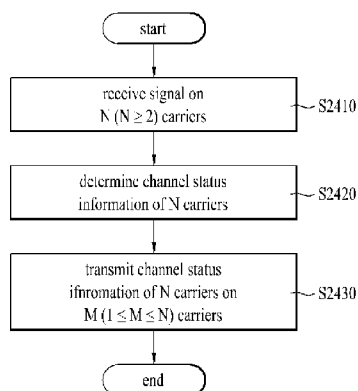 start
receive signal on
N (N ≥ 2) carriers
S2410
determine channel status
information of N carriers
S2420
transmit channel status
ifnromation of N carriers on
M (1 ≤ M ≤ N) carriers
S2430
end